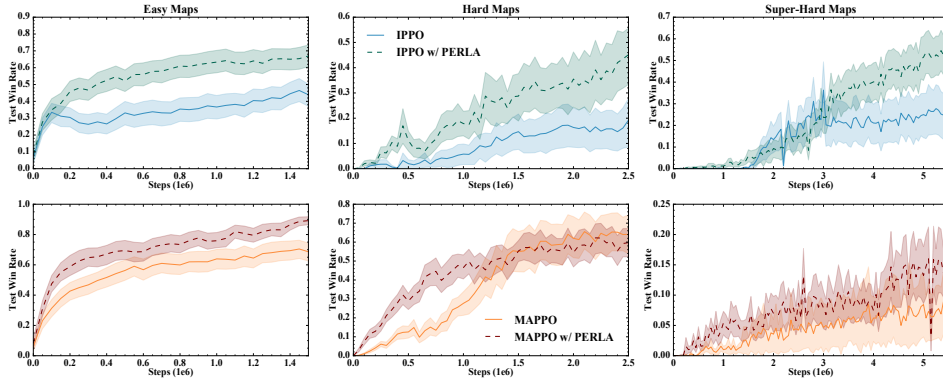 Easy Maps
Hard Maps
Super-Hard Maps
Test Win Rate
0.8
0.7
0.6
0.5
0.4
0.3
0.2
0.1
0.0
0.0 0.2 0.4 0.6 0.8 1.0 1.2 1.4
Steps (1e6)
Test Win Rate
0.6
0.5
0.4
0.3
0.2
0.1
0.0
IPPO
IPPO w/ PERLA
0.0 0.5 1.0 1.5 2.0 2.5
Steps (1e6)
Test Win Rate
0.7
0.6
0.5
0.4
0.3
0.2
0.1
0.0
0 1 2 3 4 5
Steps (1e6)
Test Win Rate
1.0
0.8
0.6
0.4
0.2
0.0
0.0 0.2 0.4 0.6 0.8 1.0 1.2 1.4
Steps (1e6)
Test Win Rate
0.8
0.7
0.6
0.5
0.4
0.3
0.2
0.1
0.0
MAPPO
MAPPO w/ PERLA
0.0 0.5 1.0 1.5 2.0 2.5
Steps (1e6)
Test Win Rate
0.25
0.20
0.15
0.10
0.05
0.00
0 1 2 3 4 5
Steps (1e6)